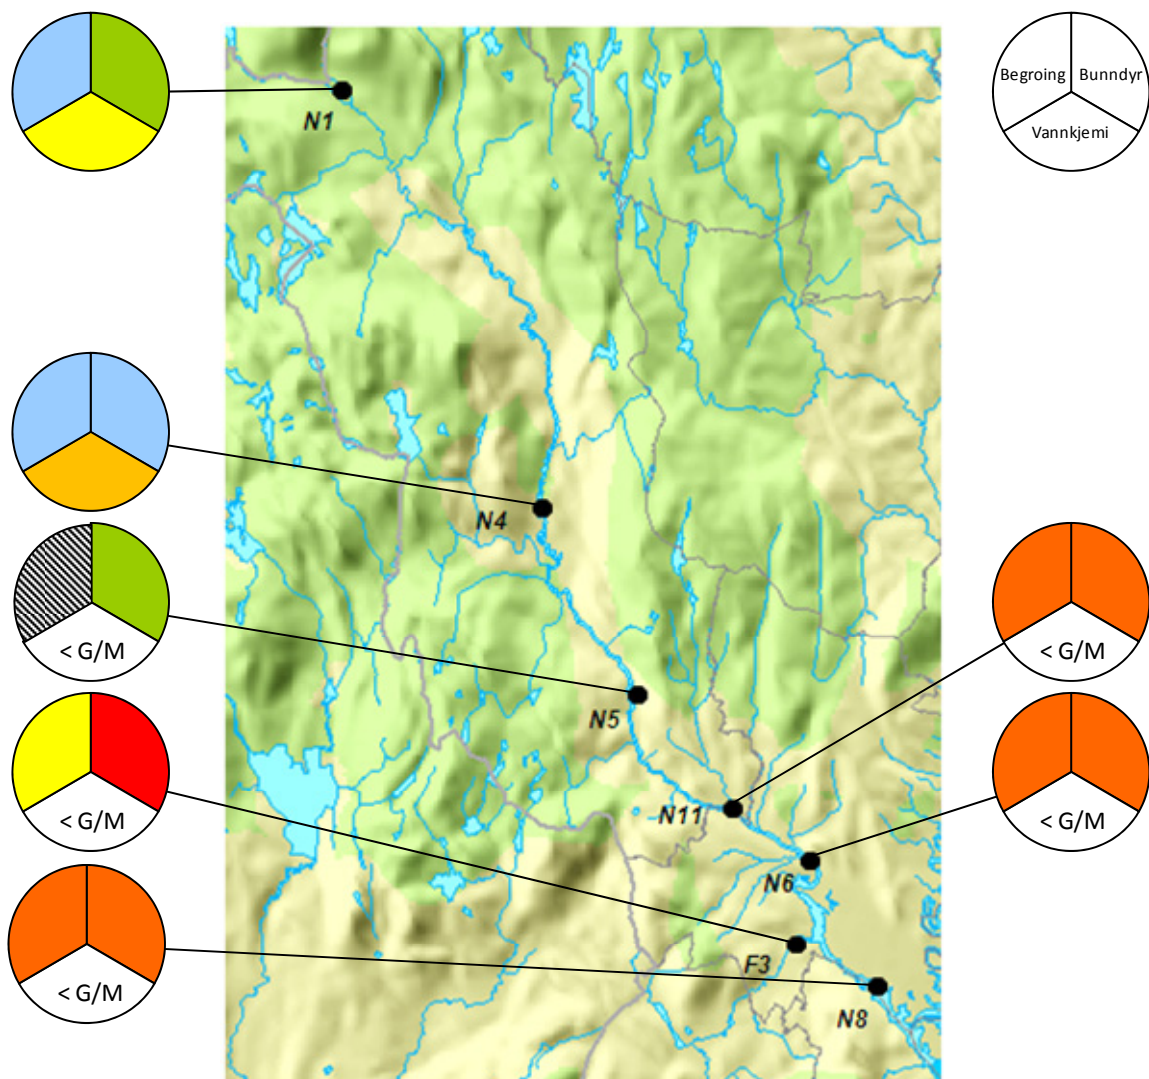 Begroing
Bunndyr
Vannkjemi
N1
N4
< G/M
N5
< G/M
N11
< G/M
N6
< G/M
F3
< G/M
N8